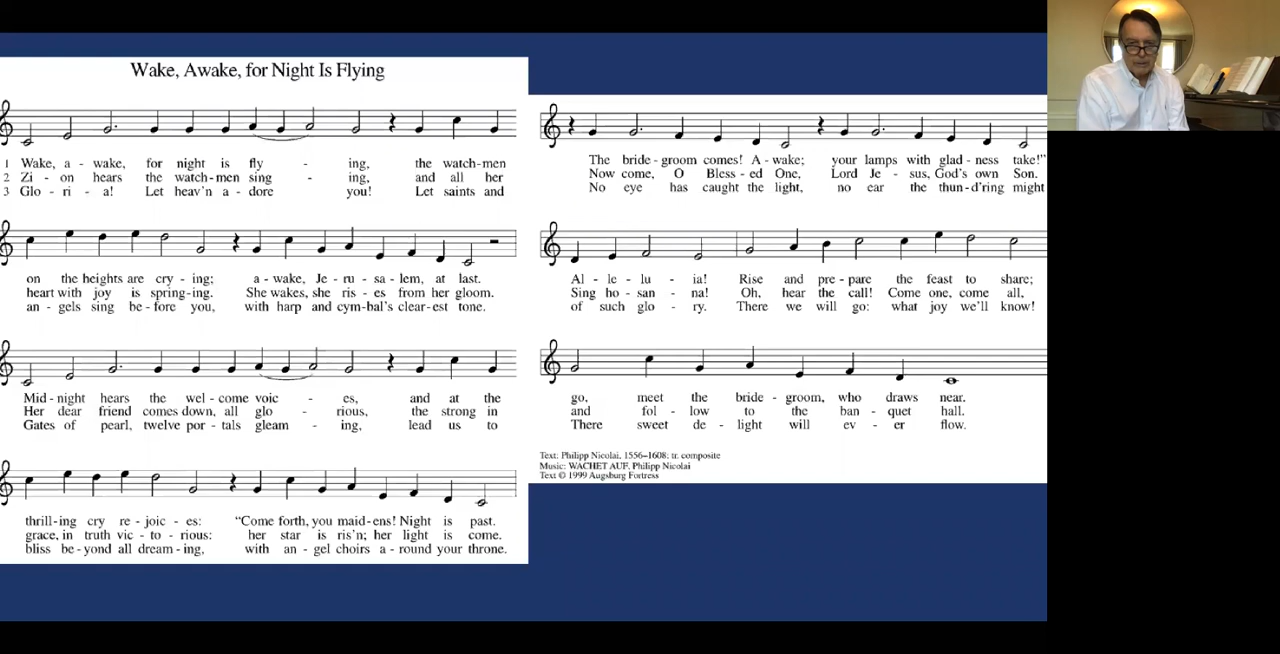 Wake, Awake, for Night Is Flying
1 Wake, a - wake, for night is fly - ing, the watch-men
2 Zi - on hears the watch-men sing - ing, and all her
3 Glo - ri - a! Let heav'n a - dore you! Let saints and
on the heights are cry - ing; a - wake, Je - ru - sa - lem, at last.
heart with joy is spring-ing. She wakes, she ris - es from her gloom.
an - gels sing be - fore you, with harp and cym-bal's clear-est tone.
Mid - night hears the wel - come voic - es, and at the
Her dear friend comes down, all glo - rious, the strong in
Gates of pearl, twelve por - tals gleam - ing, lead us to
thrill-ing cry re - joic - es: "Come forth, you maid-ens! Night is past.
grace, in truth vic - to - rious: her star is ris'n; her light is come.
bliss be - yond all dream - ing, with an - gel choirs a - round your throne.
The bride - groom comes! A - wake; your lamps with glad - ness take!"
Now come, O Bless - ed One, Lord Je - sus, God's own Son.
No eye has caught the light, no ear the thun - d'ring might
Al - le - lu - ia! Rise and pre - pare the feast to share;
Sing ho - san - na! Oh, hear the call! Come one, come all,
of such glo - ry. There we will go: what joy we'll know!
go, meet the bride - groom, who draws near.
and fol - low to the ban - quet hall.
There sweet de - light will ev - er flow.
Text: Philipp Nicolai, 1556–1608; tr. composite
Music: WACHET AUF, Philipp Nicolai
Text © 1999 Augsburg Fortress